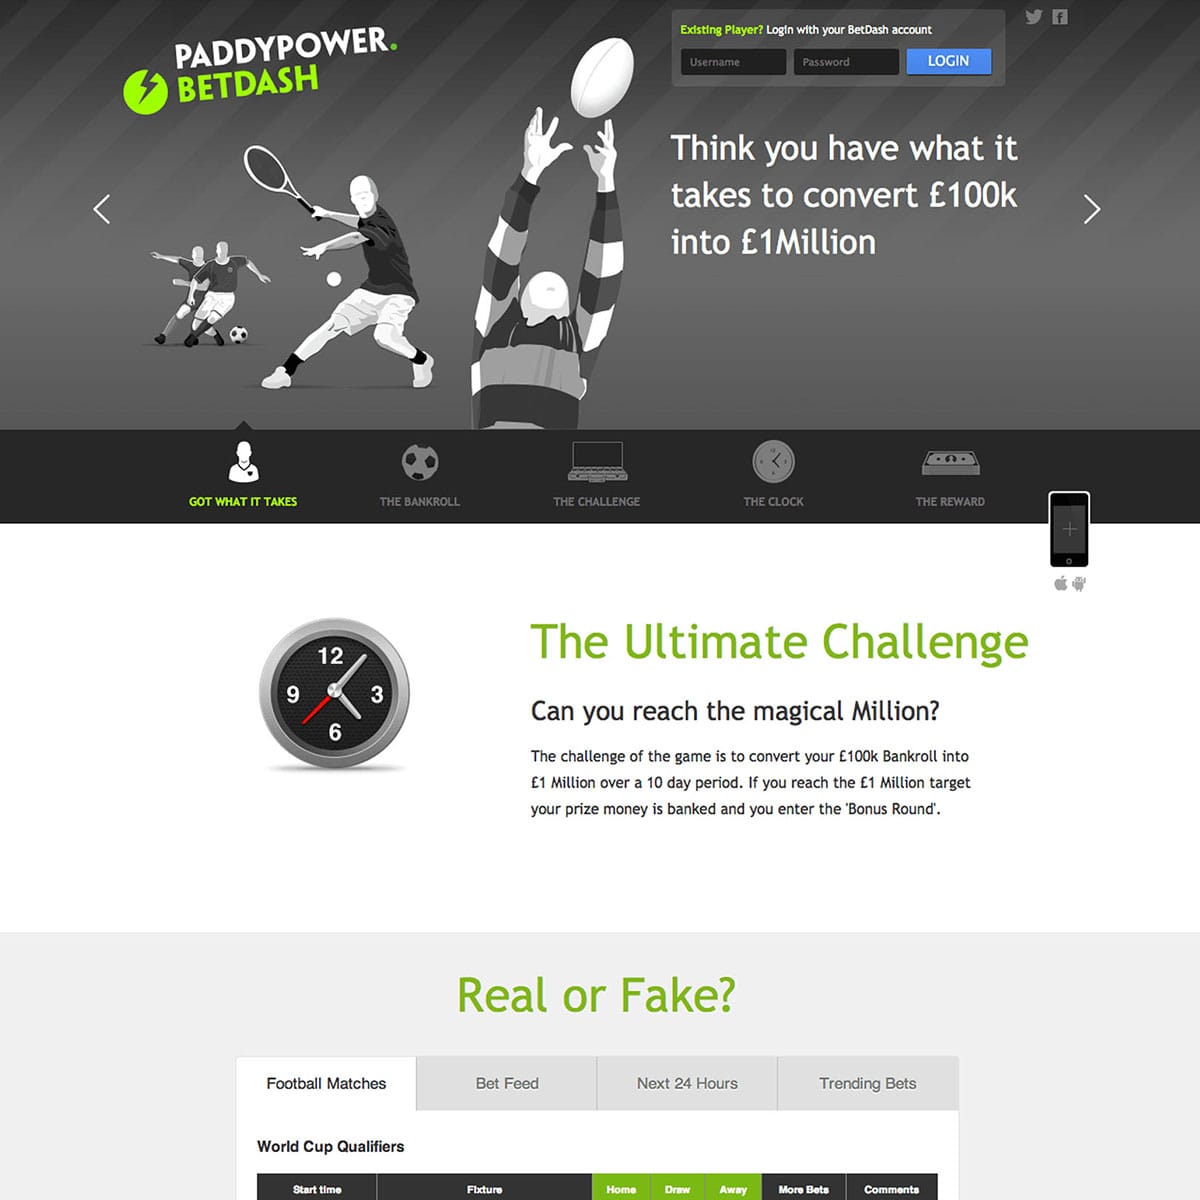 PADDYPOWER.
BETDASH
Existing Player? Login with your BetDash account
Username
Password
LOGIN
Think you have what it
takes to convert £100k
into £1Million
GOT WHAT IT TAKES
THE BANKROLL
THE CHALLENGE
THE CLOCK
THE REWARD
12
9
3
6
The Ultimate Challenge
Can you reach the magical Million?
The challenge of the game is to convert your £100k Bankroll into
£1 Million over a 10 day period. If you reach the £1 Million target
your prize money is banked and you enter the 'Bonus Round'.
Real or Fake?
Football Matches
Bet Feed
Next 24 Hours
Trending Bets
World Cup Qualifiers
Start time
Fixture
Home
Draw
Away
More Bets
Comments